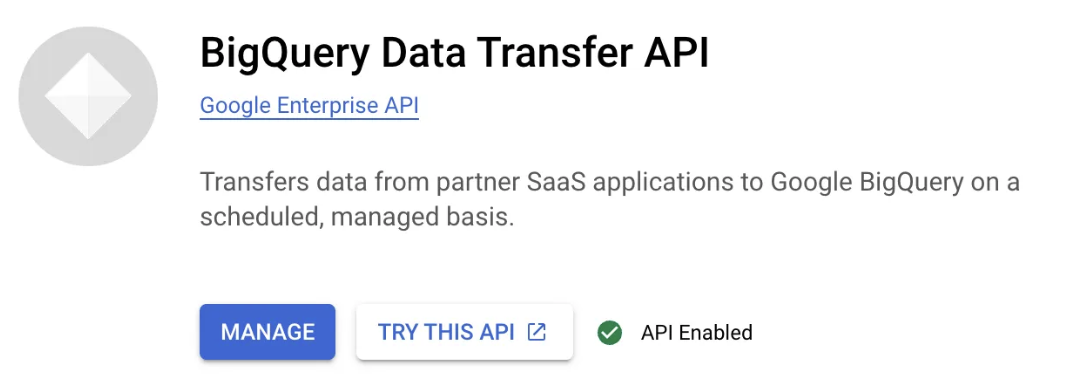 BigQuery Data Transfer API
Google Enterprise API
Transfers data from partner SaaS applications to Google BigQuery on a
scheduled, managed basis.
MANAGE TRY THIS API API Enabled